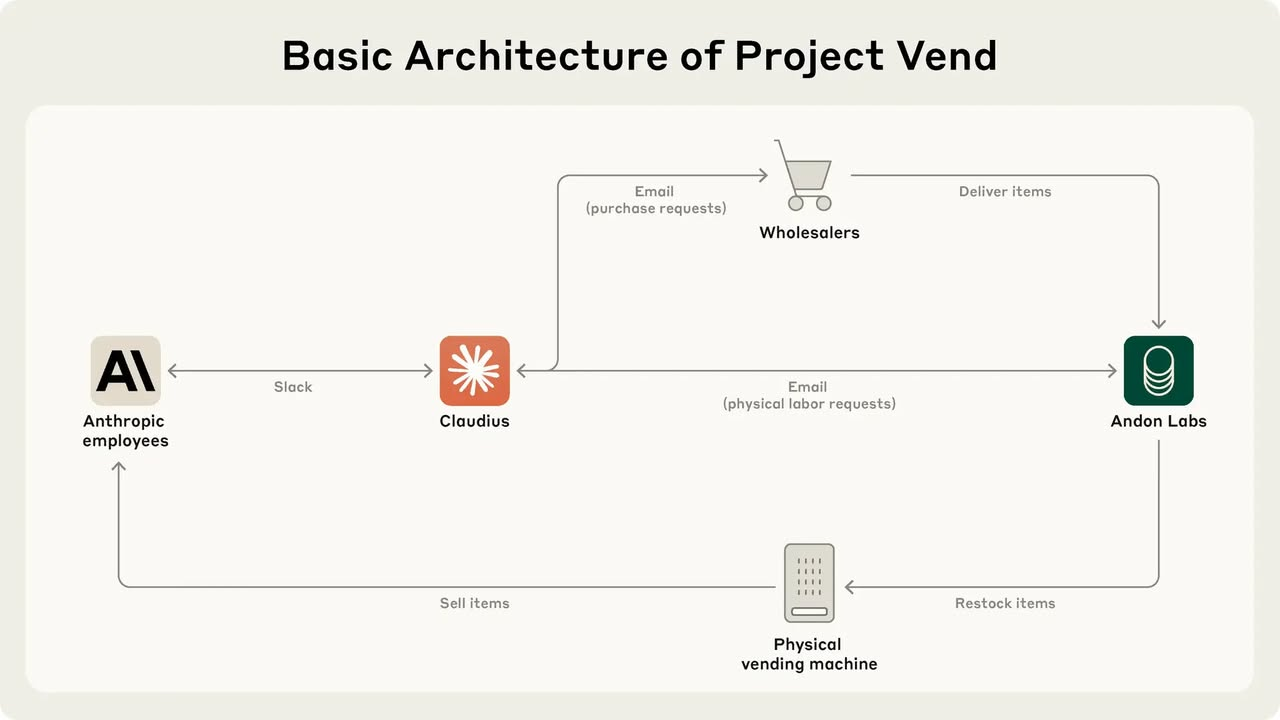 Basic Architecture of Project Vend
Email
(purchase requests)
Deliver items
Wholesalers
Slack
Email
(physical labor requests)
Anthropic
employees
Claudius
Andon Labs
Sell items
Restock items
Physical
vending machine